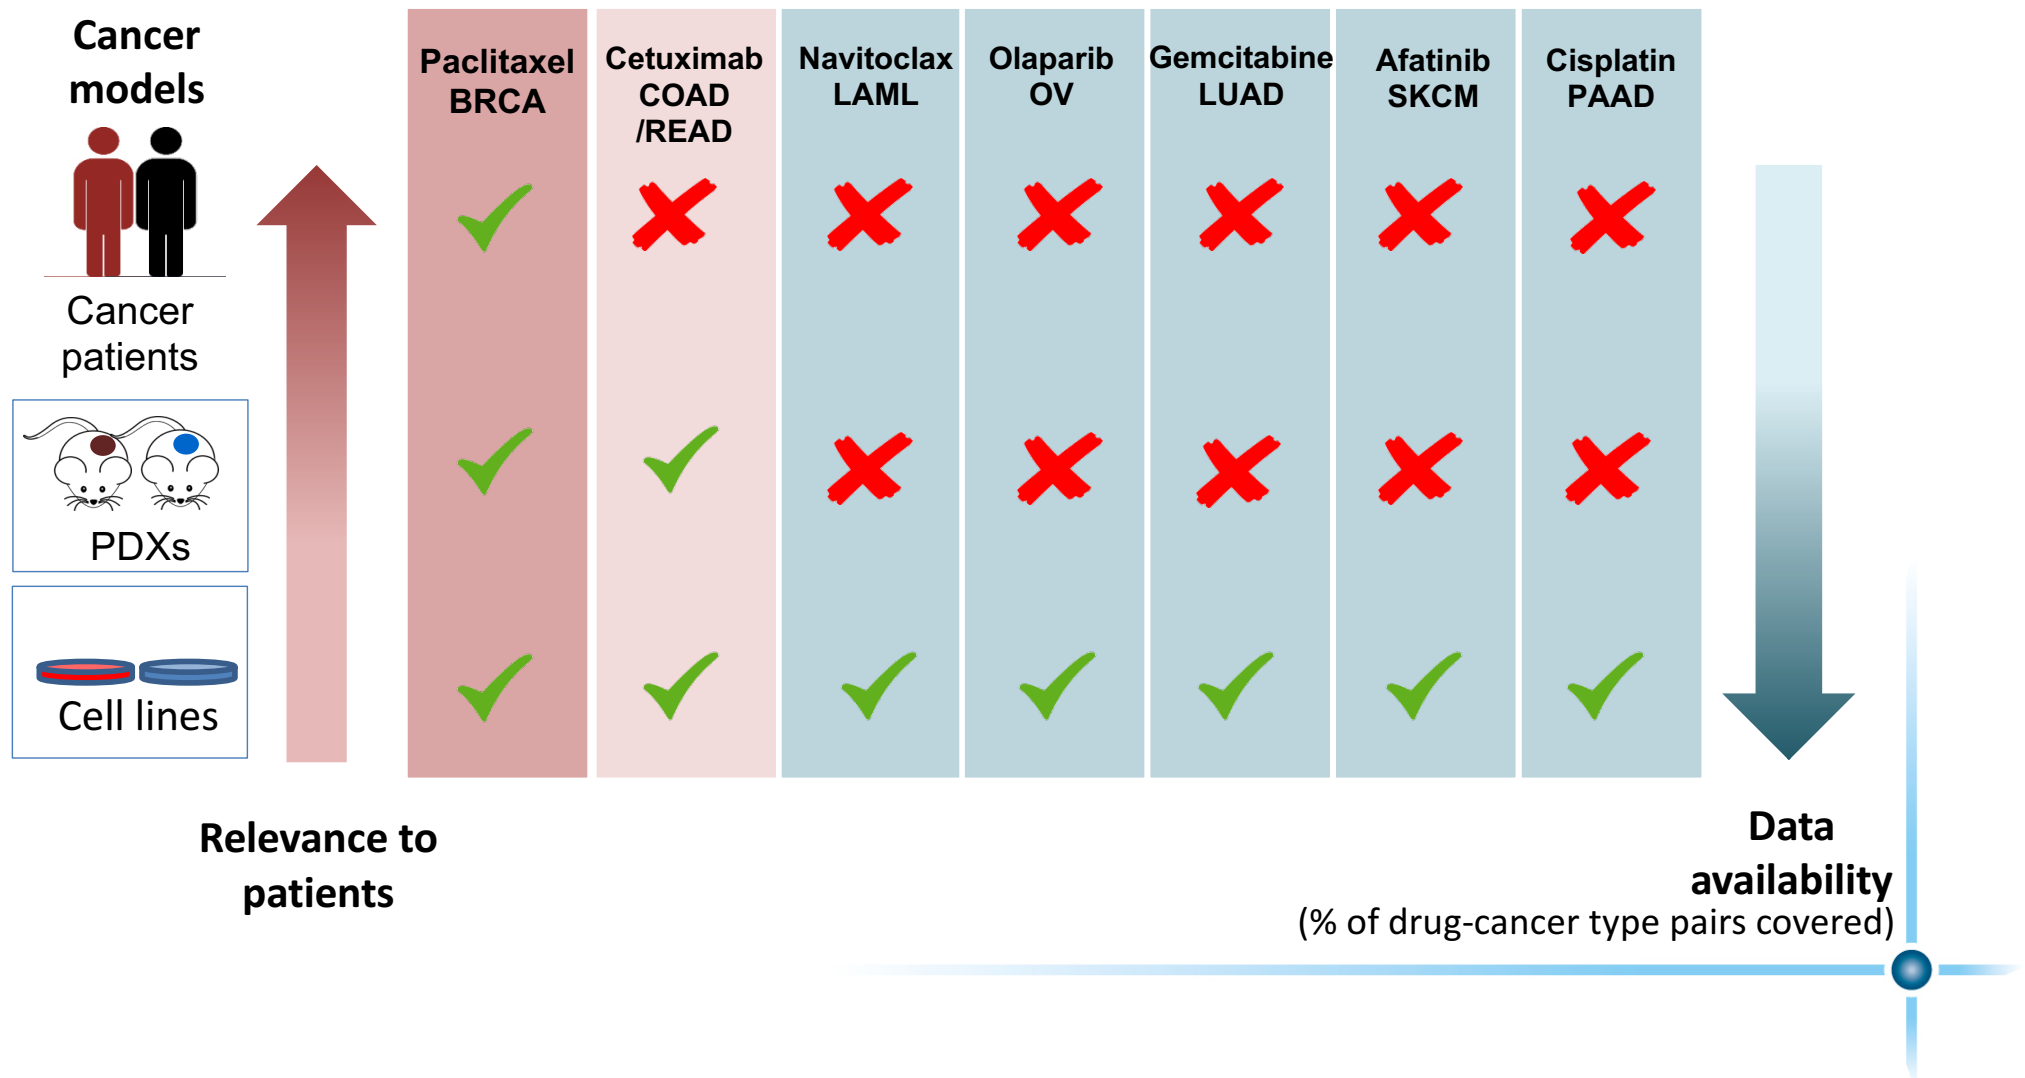 Cancer
models
Paclitaxel
BRCA
Cetuximab
COAD
/READ
Navitoclax
LAML
Olaparib
OV
Gemcitabine
LUAD
Afatinib
SKCM
Cisplatin
PAAD
Cancer
patients
PDXs
Cell lines
Relevance to
patients
Data
availability
(% of drug-cancer type pairs covered)